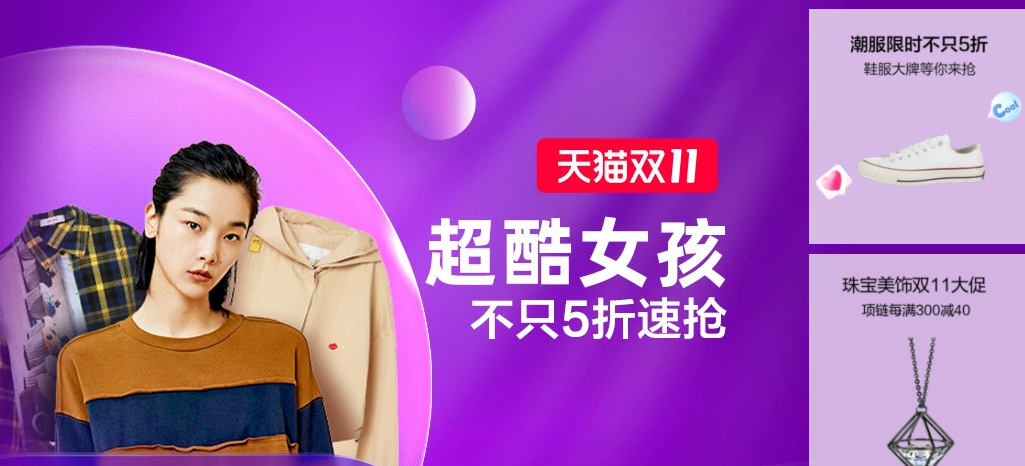 天猫双11
超酷女孩
不只5折速抢
潮服限时不只5折
鞋服大牌等你来抢
Cool
珠宝美饰双11大促
项链每满300减40